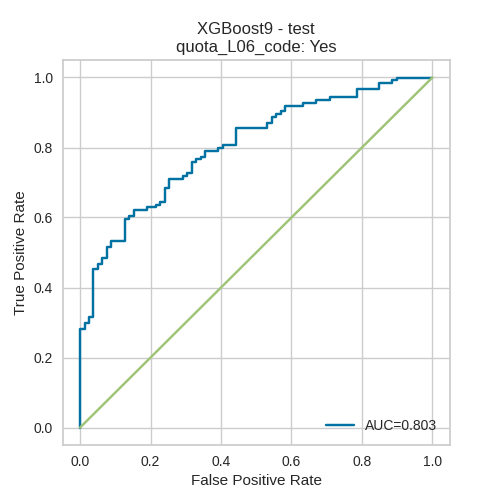 XGBoost9 - test
quota_L06_code: Yes
1.0
0.8
0.6
0.4
0.2
0.0
True Positive Rate
AUC=0.803
0.0 0.2 0.4 0.6 0.8 1.0
False Positive Rate